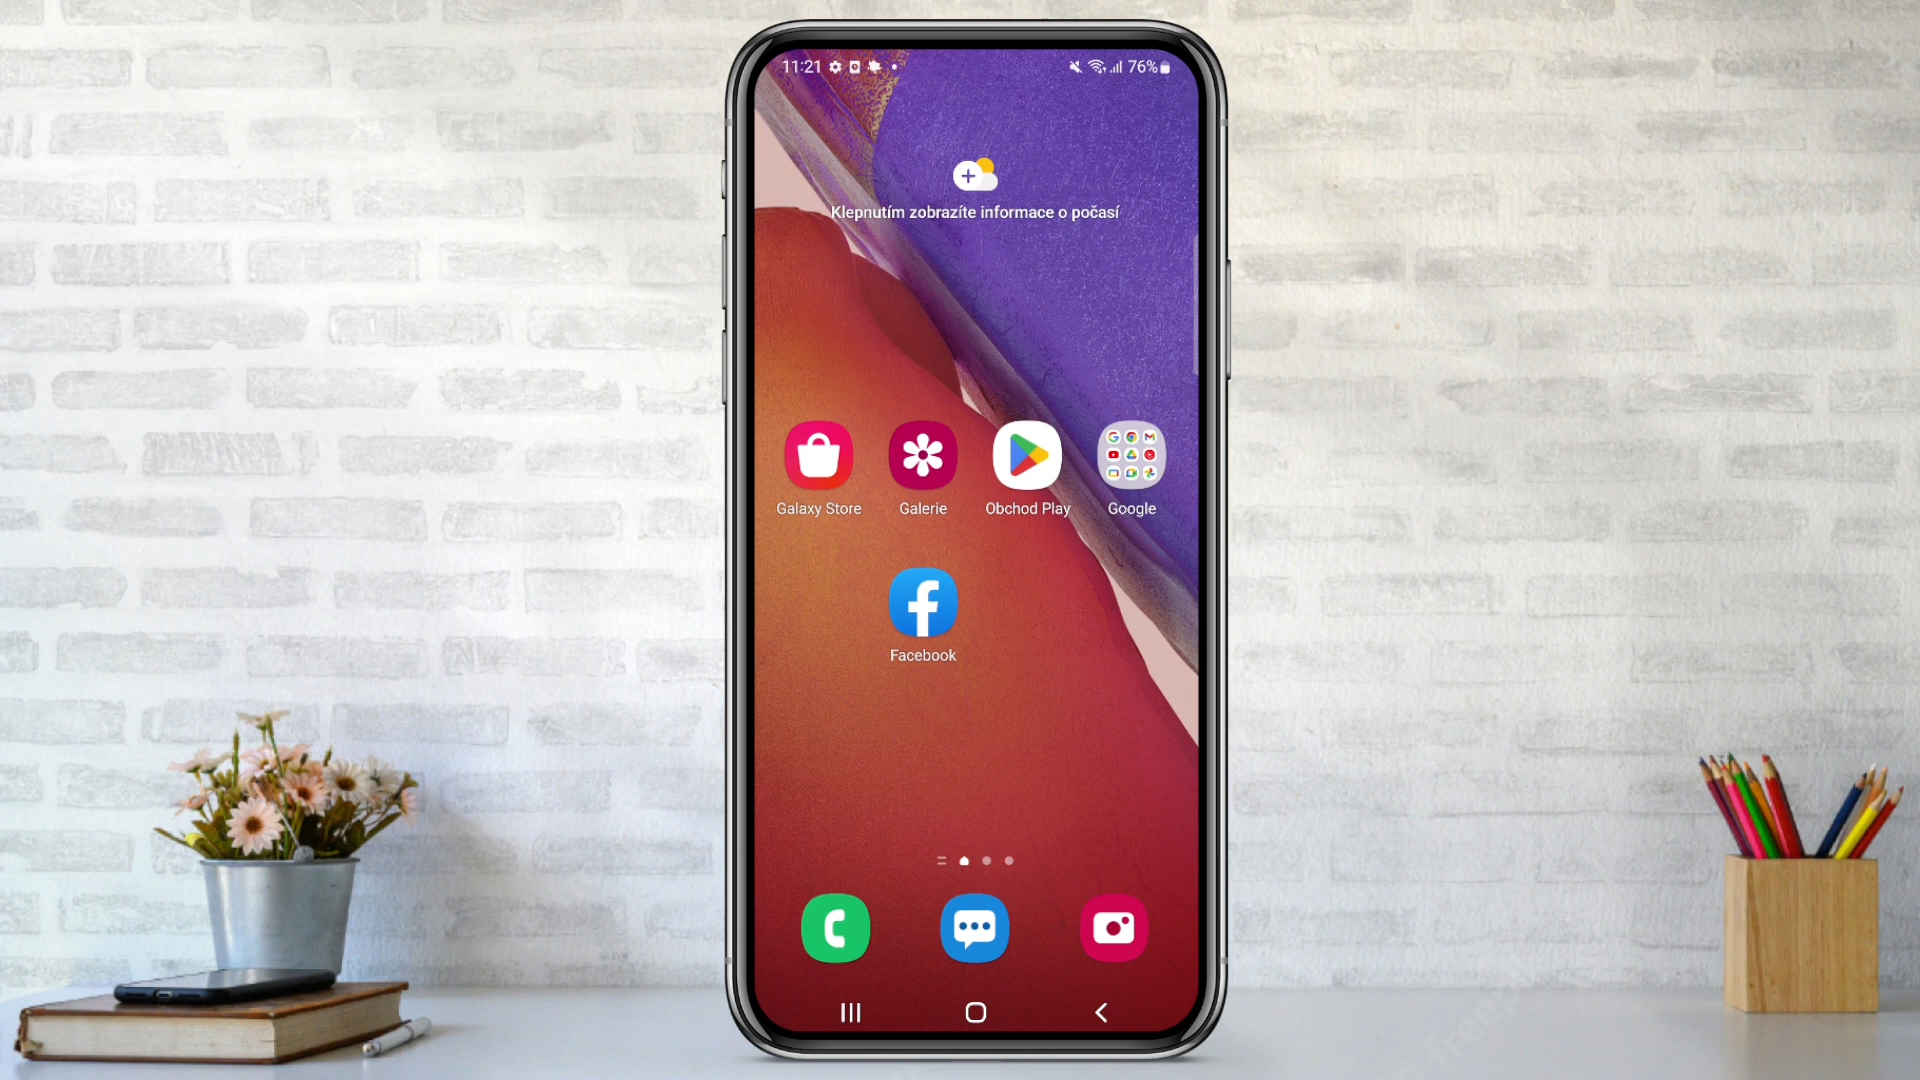 11:21
76%
Klepnutím zobrazíte informace o počasí
Galaxy Store
Galerie
Obchod Play
Google
Facebook